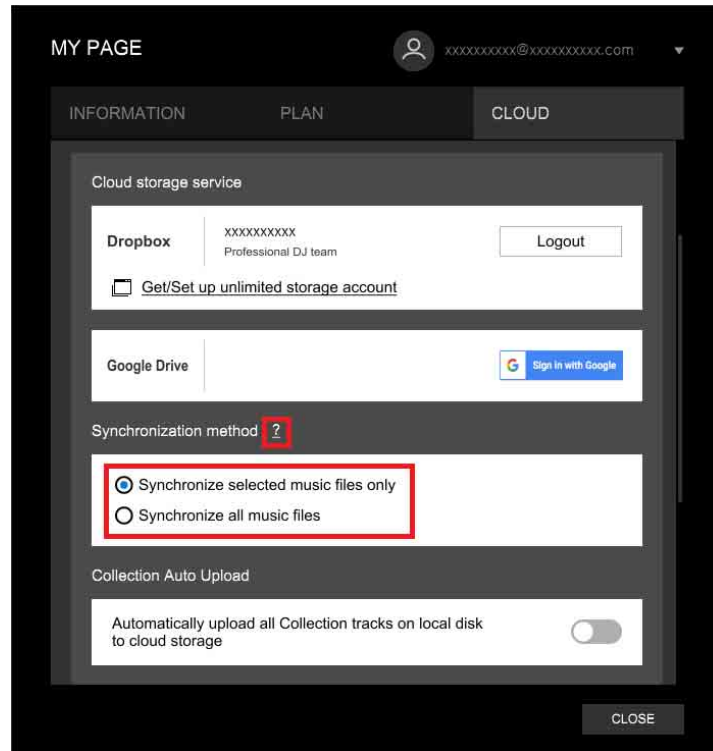 MY PAGE
xxxxxxxxxx@xxxxxxxxxx.com
INFORMATION PLAN CLOUD
Cloud storage service
Dropbox
xxxxxxxxxx
Professional DJ team
Logout
Get/Set up unlimited storage account
Google Drive
G Sign in with Google
Synchronization method ?
Synchronize selected music files only
Synchronize all music files
Collection Auto Upload
Automatically upload all Collection tracks on local disk
to cloud storage
CLOSE